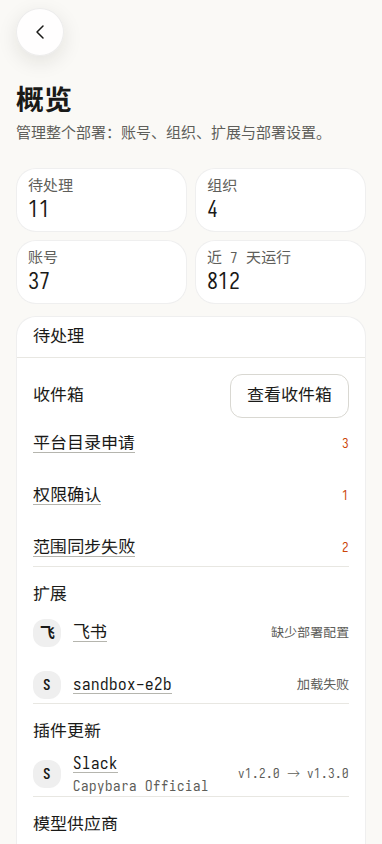 概览
管理整个部署：账号、组织、扩展与部署设置。
待处理
11
组织
4
账号
37
近 7 天运行
812
待处理
收件箱
查看收件箱
平台目录申请
3
权限确认
1
范围同步失败
2
扩展
飞 飞书
缺少部署配置
S sandbox-e2b
加载失败
插件更新
S Slack
Capybara Official
v1.2.0 → v1.3.0
模型供应商